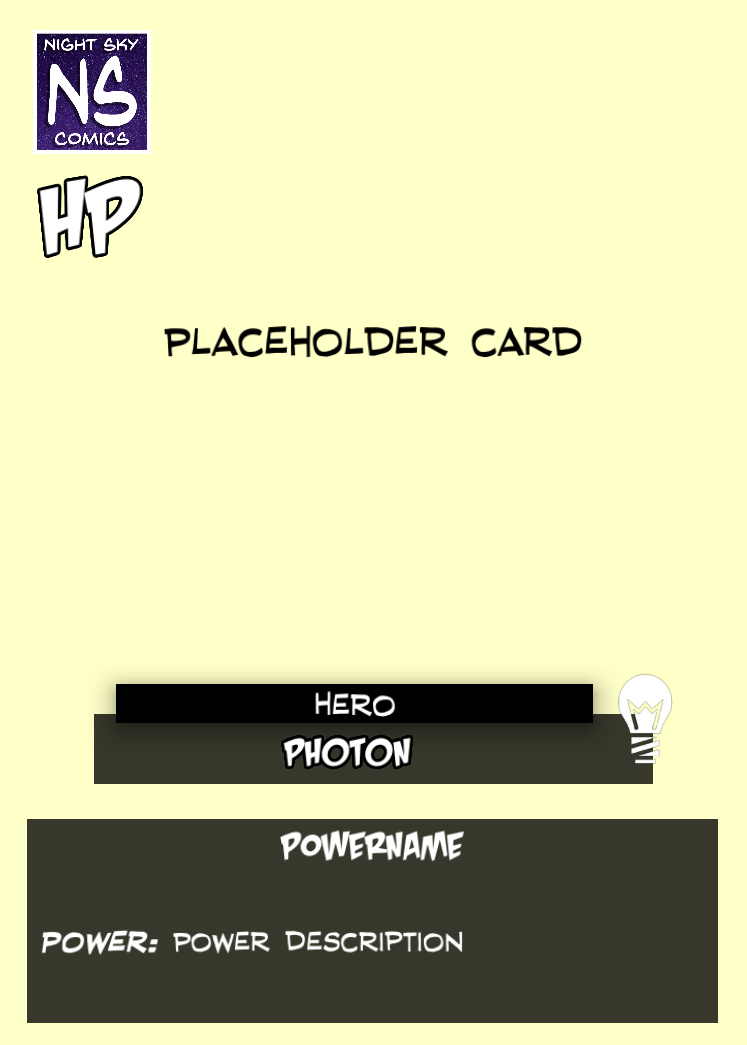 NIGHT SKY
NS
COMICS
HP
PLACEHOLDER CARD
HERO
PHOTON
POWERNAME
POWER: POWER DESCRIPTION